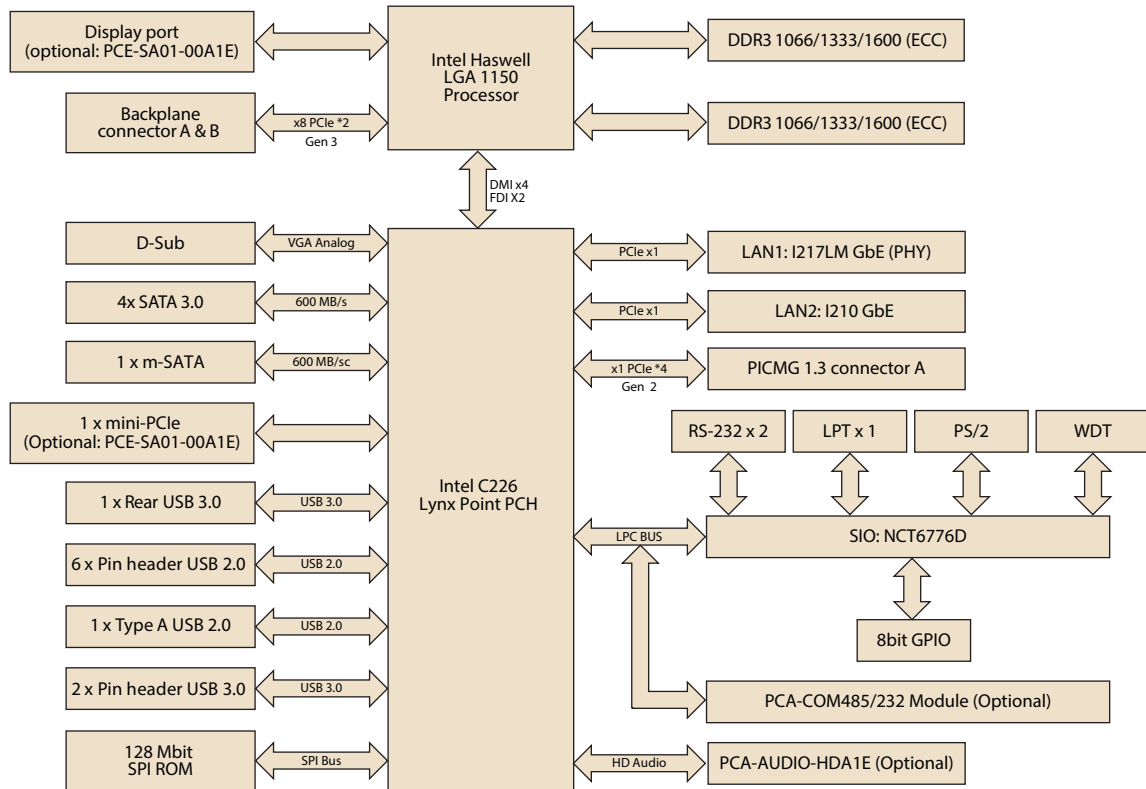 Display port
(optional: PCE-SA01-00A1E)
Intel Haswell
LGA 1150
Processor
DDR3 1066/1333/1600 (ECC)
Backplane
connector A & B
x8 PCIe *2
Gen 3
DDR3 1066/1333/1600 (ECC)
DMI x4
FDI X2
D-Sub
VGA Analog
4x SATA 3.0
600 MB/s
1 x m-SATA
600 MB/sc
1 x mini-PCIe
(Optional: PCE-SA01-00A1E)
1 x Rear USB 3.0
USB 3.0
6 x Pin header USB 2.0
USB 2.0
1 x Type A USB 2.0
USB 2.0
2 x Pin header USB 3.0
USB 3.0
128 Mbit
SPI ROM
SPI Bus
Intel C226
Lynx Point PCH
PCIe x1
LAN1: I217LM GbE (PHY)
PCIe x1
LAN2: I210 GbE
x1 PCIe *4
Gen 2
PICMG 1.3 connector A
RS-232 x 2
LPT x 1
PS/2
WDT
LPC BUS
SIO: NCT6776D
8bit GPIO
PCA-COM485/232 Module (Optional)
HD Audio
PCA-AUDIO-HDA1E (Optional)